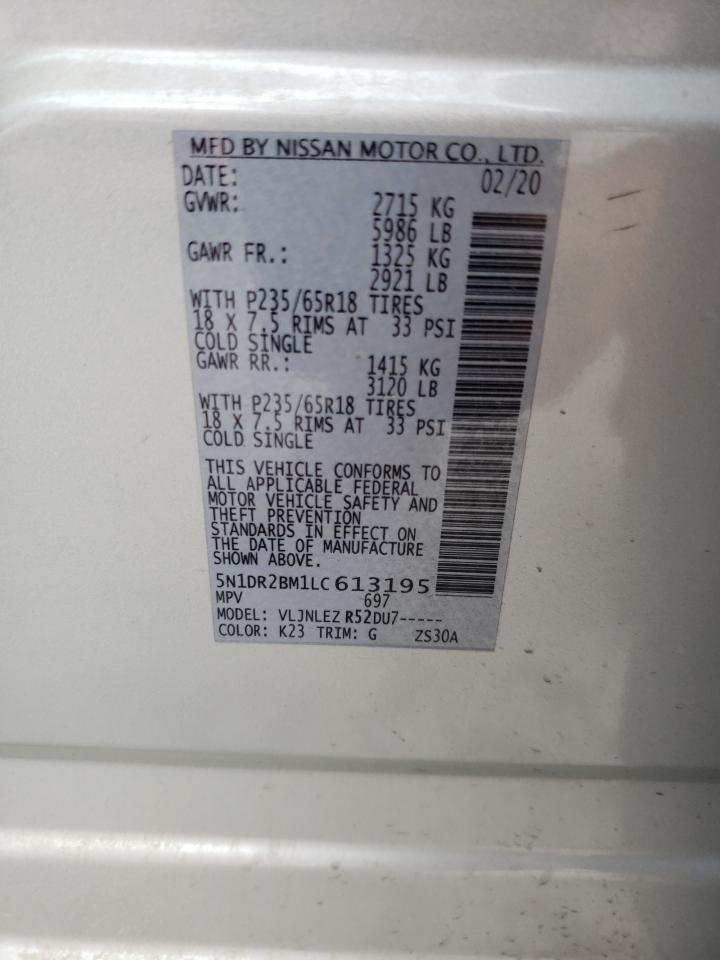 MFD BY NISSAN MOTOR CO., LTD.
DATE: 02/20
GVWR: 2715 KG
5986 LB
GAWR FR.: 1325 KG
2921 LB
WITH P235/65R18 TIRES
18 X 7.5 RIMS AT 33 PSI
COLD SINGLE
GAWR RR.: 1415 KG
3120 LB
WITH P235/65R18 TIRES
18 X 7.5 RIMS AT 33 PSI
COLD SINGLE
THIS VEHICLE CONFORMS TO
ALL APPLICABLE FEDERAL
MOTOR VEHICLE SAFETY AND
THEFT PREVENTION
STANDARDS IN EFFECT ON
THE DATE OF MANUFACTURE
SHOWN ABOVE.
5N1DR2BM1LC613195
MPV 697
MODEL: VLJNLEZ R52DU7-----
COLOR: K23 TRIM: G ZS30A